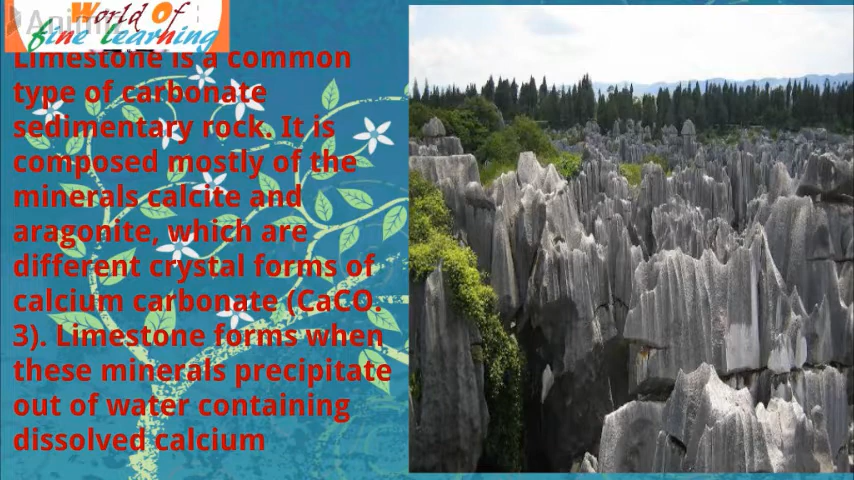 World Of
fine learning
Limestone is a common
type of carbonate
sedimentary rock. It is
composed mostly of the
minerals calcite and
aragonite, which are
different crystal forms of
calcium carbonate (CaCO.
3). Limestone forms when
these minerals precipitate
out of water containing
dissolved calcium